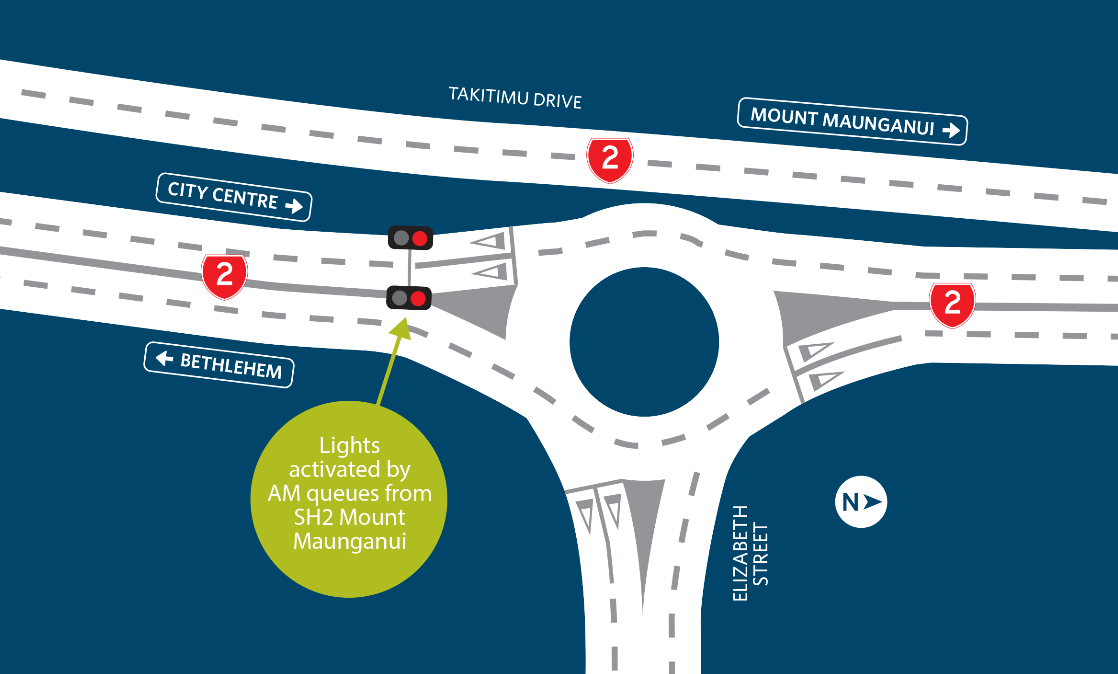 TAKITIMU DRIVE
MOUNT MAUNGANUI
2
CITY CENTRE
2
2
BETHLEHEM
Lights
activated by
AM queues from
SH2 Mount
Maunganui
N
ELIZABETH
STREET